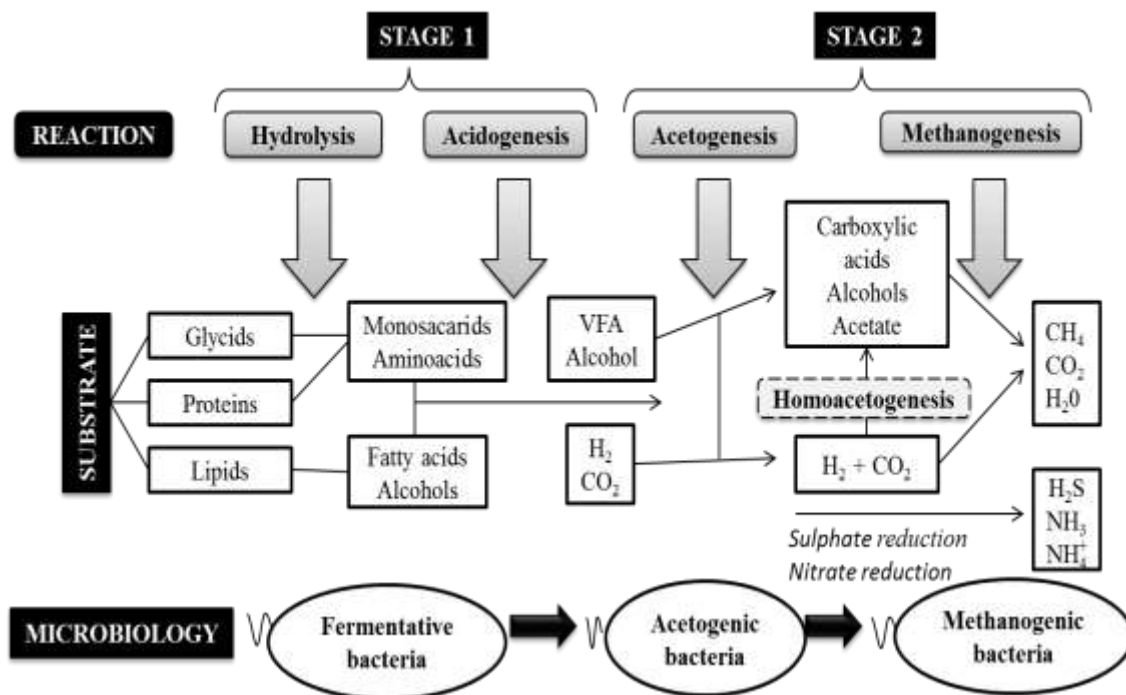 STAGE 1
STAGE 2
REACTION
Hydrolysis
Acidogenesis
Acetogenesis
Methanogenesis
SUBSTRATE
Glycids
Proteins
Lipids
Monosacarids
Aminoacids
Fatty acids
Alcohols
VFA
Alcohol
H₂
CO₂
Carboxylic
acids
Alcohols
Acetate
Homoacetogenesis
H₂ + CO₂
CH₄
CO₂
H₂0
H₂S
NH₃
NH₄⁺
Sulphate reduction
Nitrate reduction
MICROBIOLOGY
Fermentative
bacteria
Acetogenic
bacteria
Methanogenic
bacteria